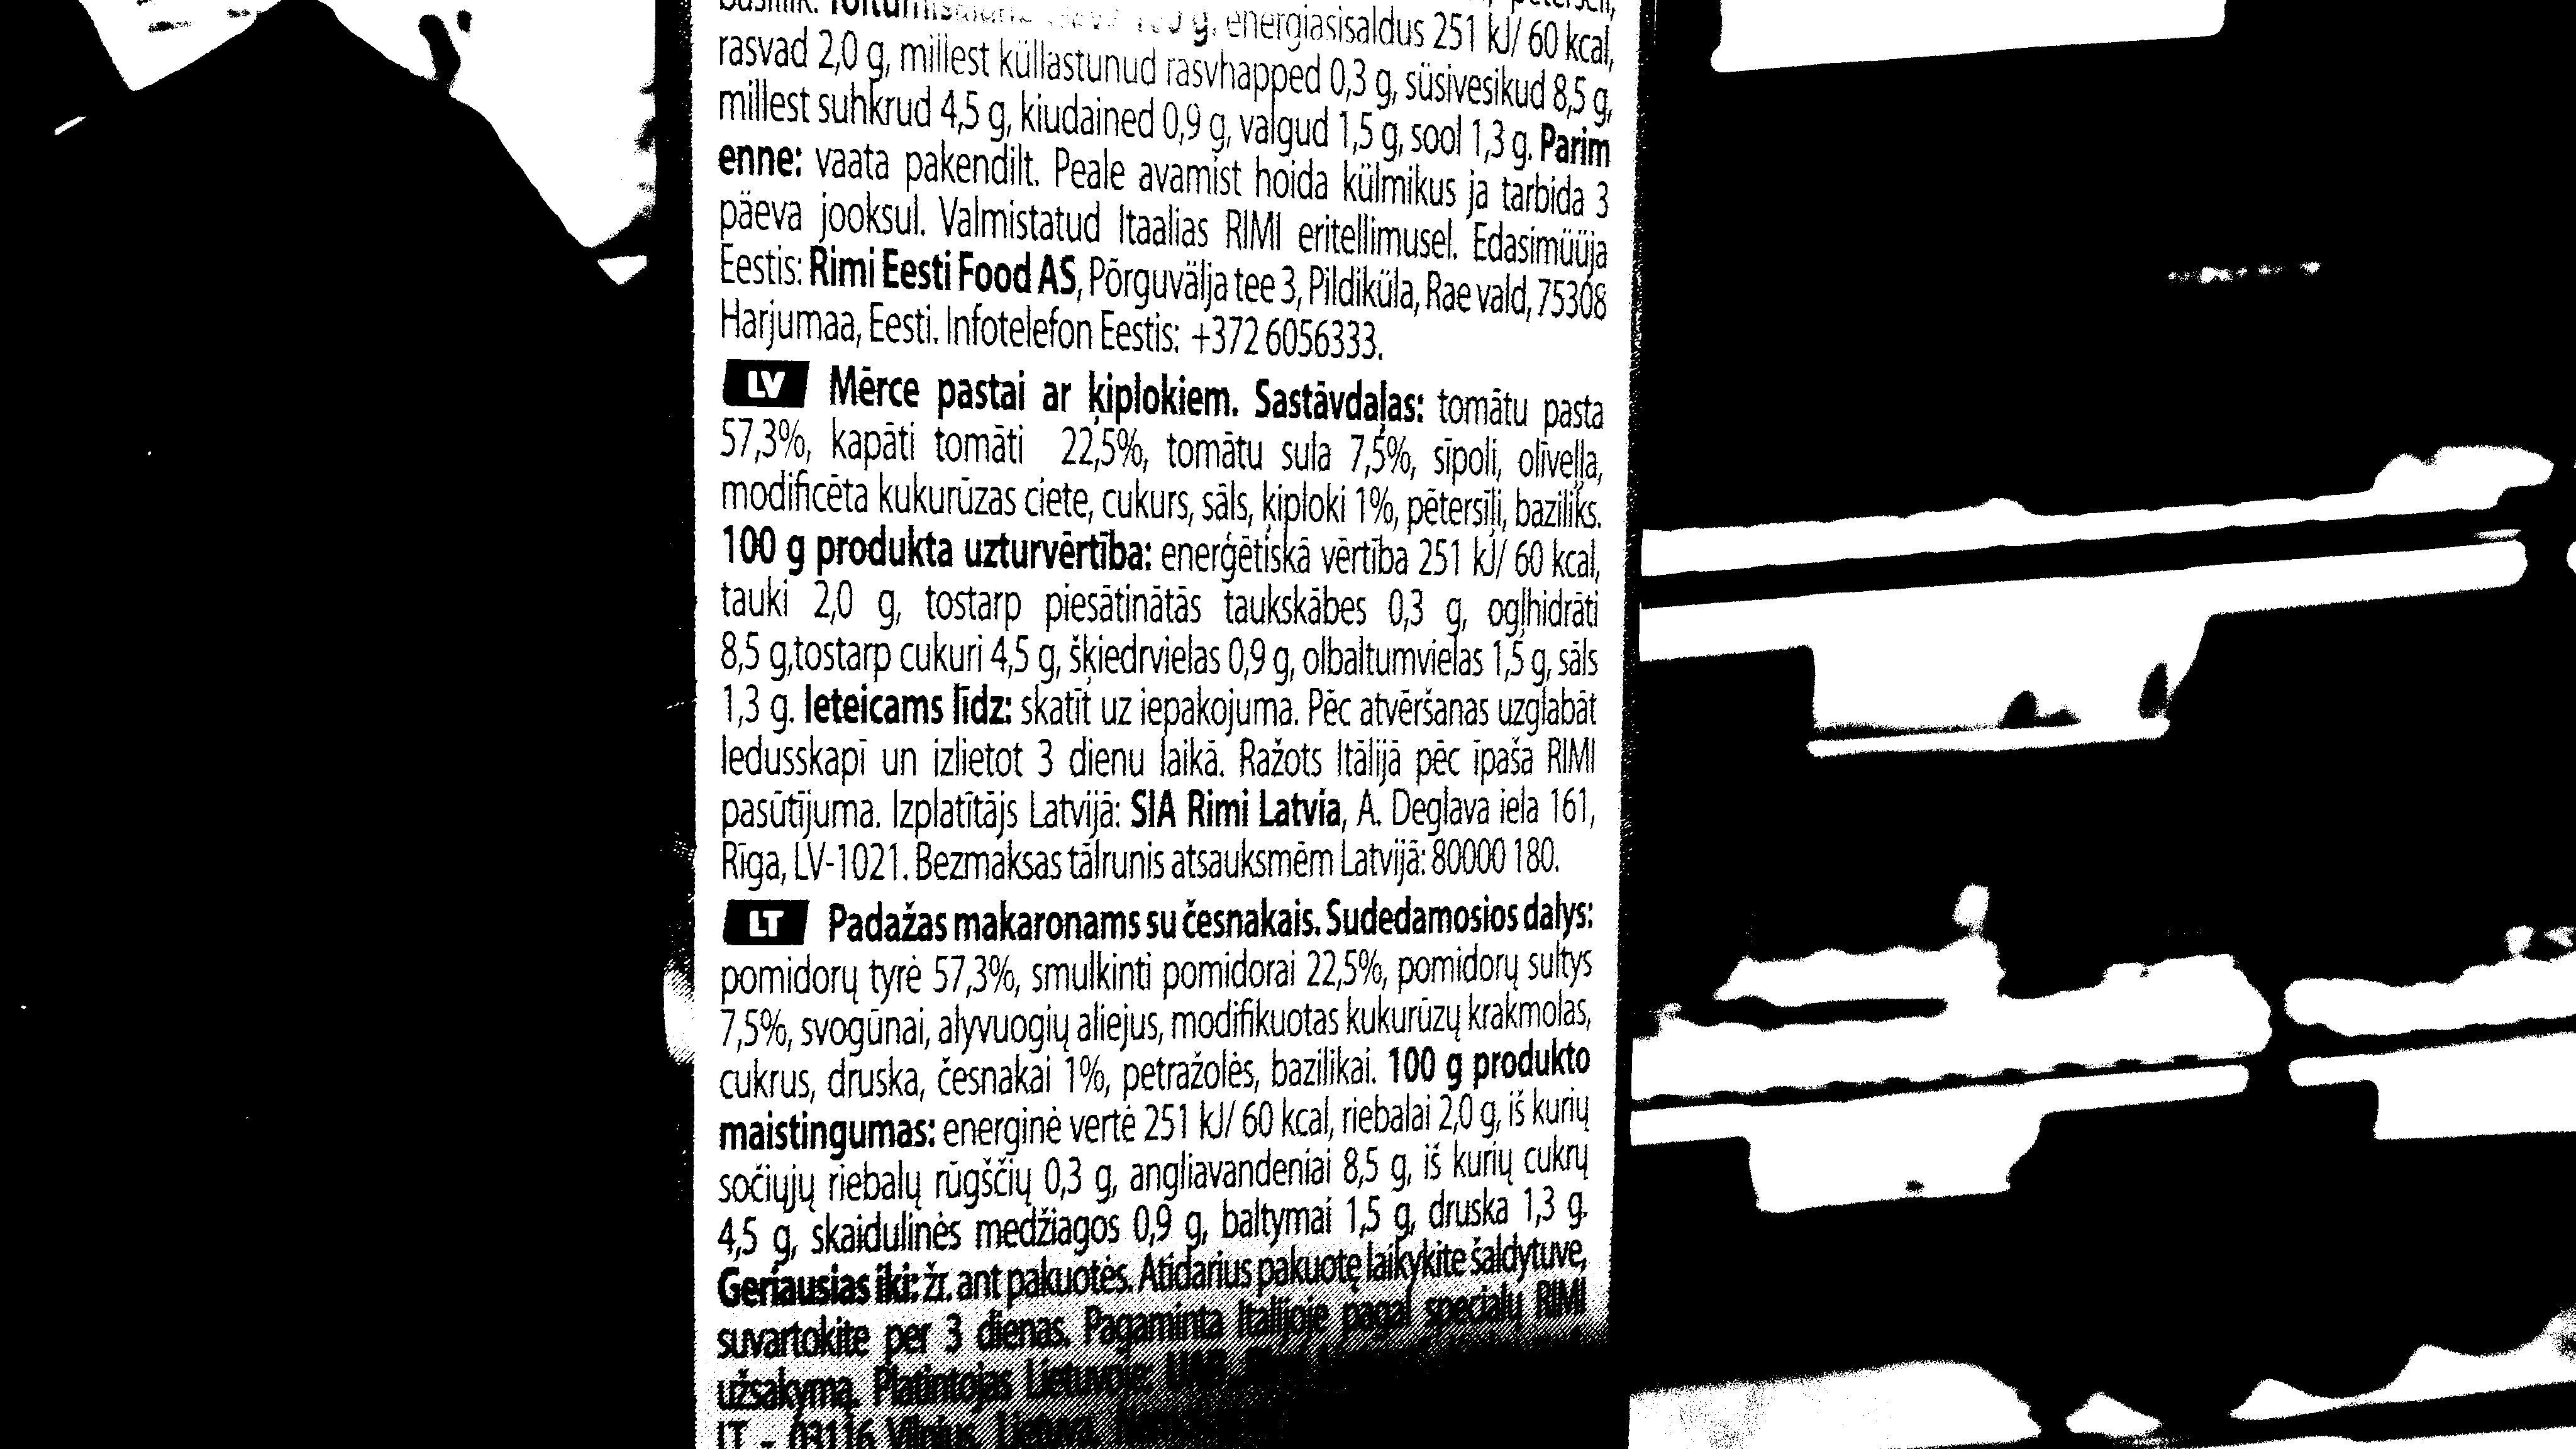 basiilik. Toitumisalane teave 100 g. energiasisaldus 251 kJ/ 60 kcal,
rasvad 2,0 g, millest küllastunud rasvhapped 0,3 g, süsivesikud 8,5 g,
millest suhkrud 4,5 g, kiudained 0,9 g, valgud 1,5 g, sool 1,3 g. Parim
enne: vaata pakendilt. Peale avamist hoida külmikus ja tarbida 3
päeva jooksul. Valmistatud Itaalias RIMI eritellimusel. Edasimüüja
Eestis: Rimi Eesti Food AS, Põrguvälja tee 3, Pildiküla, Rae vald, 75308
Harjumaa, Eesti. Infotelefon Eestis: +372 6056333.
LV Mērce pastai ar ķiplokiem. Sastāvdaļas: tomātu pasta
57,3%, kapāti tomāti 22,5%, tomātu sula 7,5%, sīpoli, olīveļļa,
modificēta kukurūzas ciete, cukurs, sāls, ķiploki 1%, pētersīļi, baziliks.
100 g produkta uzturvērtība: enerģētiskā vērtība 251 kJ/ 60 kcal,
tauki 2,0 g, tostarp piesātinātās taukskābes 0,3 g, ogļhidrāti
8,5 g,tostarp cukuri 4,5 g, šķiedrvielas 0,9 g, olbaltumvielas 1,5 g, sāls
1,3 g. Ieteicams līdz: skatīt uz iepakojuma. Pēc atvēršanas uzglabāt
ledusskapī un izlietot 3 dienu laikā. Ražots Itālijā pēc īpaša RIMI
pasūtījuma. Izplatītājs Latvijā: SIA Rimi Latvia, A. Deglava iela 161,
Rīga, LV-1021. Bezmaksas tālrunis atsauksmēm Latvijā: 80000 180.
LT Padažas makaronams su česnakais. Sudedamosios dalys:
pomidorų tyrė 57,3%, smulkinti pomidorai 22,5%, pomidorų sultys
7,5%, svogūnai, alyvuogių aliejus, modifikuotas kukurūzų krakmolas,
cukrus, druska, česnakai 1%, petražolės, bazilikai. 100 g produkto
maistingumas: energinė vertė 251 kJ/ 60 kcal, riebalai 2,0 g, iš kurių
sočiųjų riebalų rūgščių 0,3 g, angliavandeniai 8,5 g, iš kurių cukrų
4,5 g, skaidulinės medžiagos 0,9 g, baltymai 1,5 g, druska 1,3 g.
Geriausias iki: žr. ant pakuotės. Atidarius pakuotę laikykite šaldytuve,
suvartokite per 3 dienas. Pagaminta Italijoje pagal specialų RIMI
užsakymą. Platintojas Lietuvoje: UAB
LT - 03116 Vilnius, Lietuva.